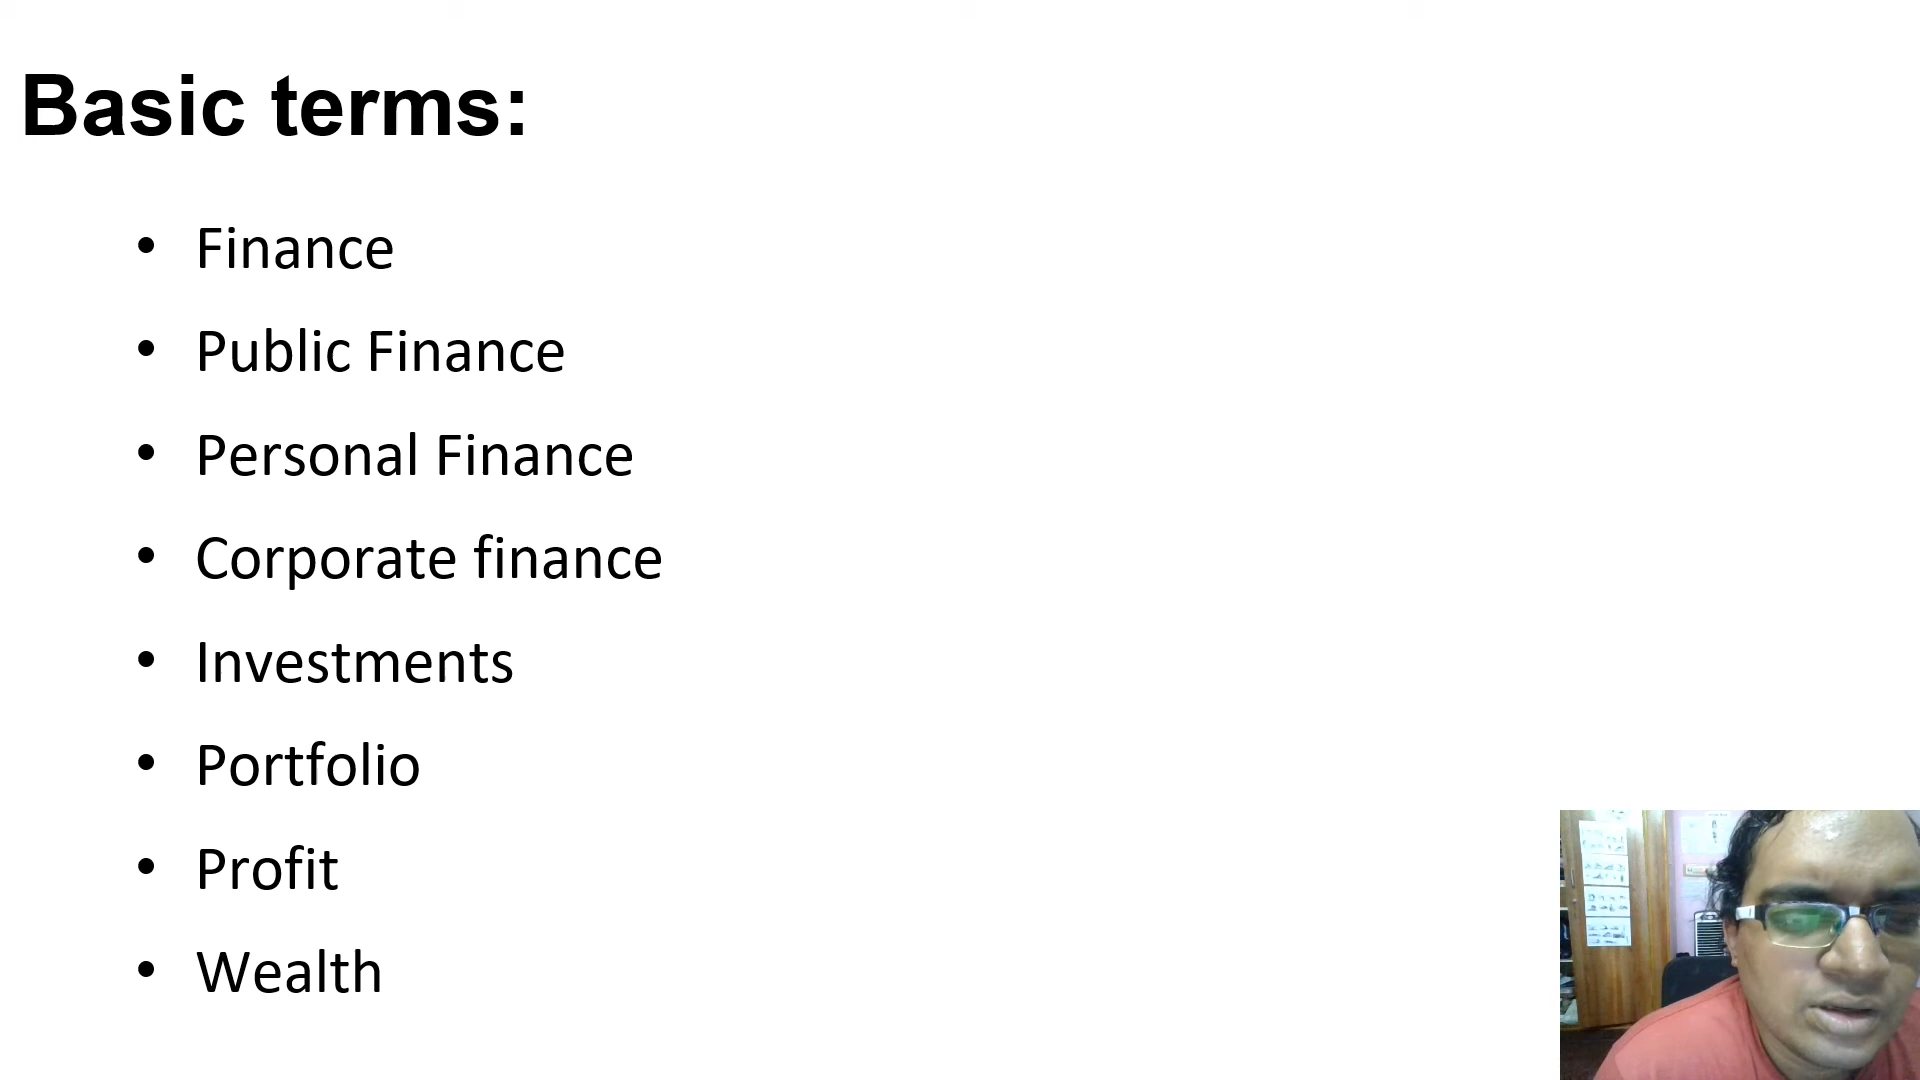 Basic terms:
• Finance
• Public Finance
• Personal Finance
• Corporate finance
• Investments
• Portfolio
• Profit
• Wealth